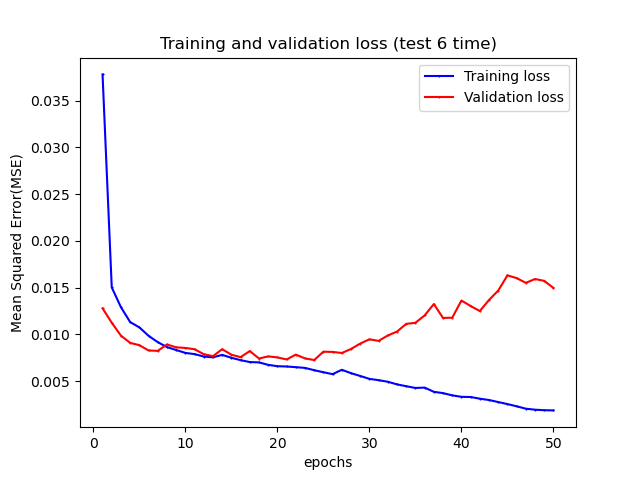 Training and validation loss (test 6 time)
Training loss
Validation loss
0.035
0.030
0.025
0.020
0.015
0.010
0.005
Mean Squared Error(MSE)
0 10 20 30 40 50
epochs